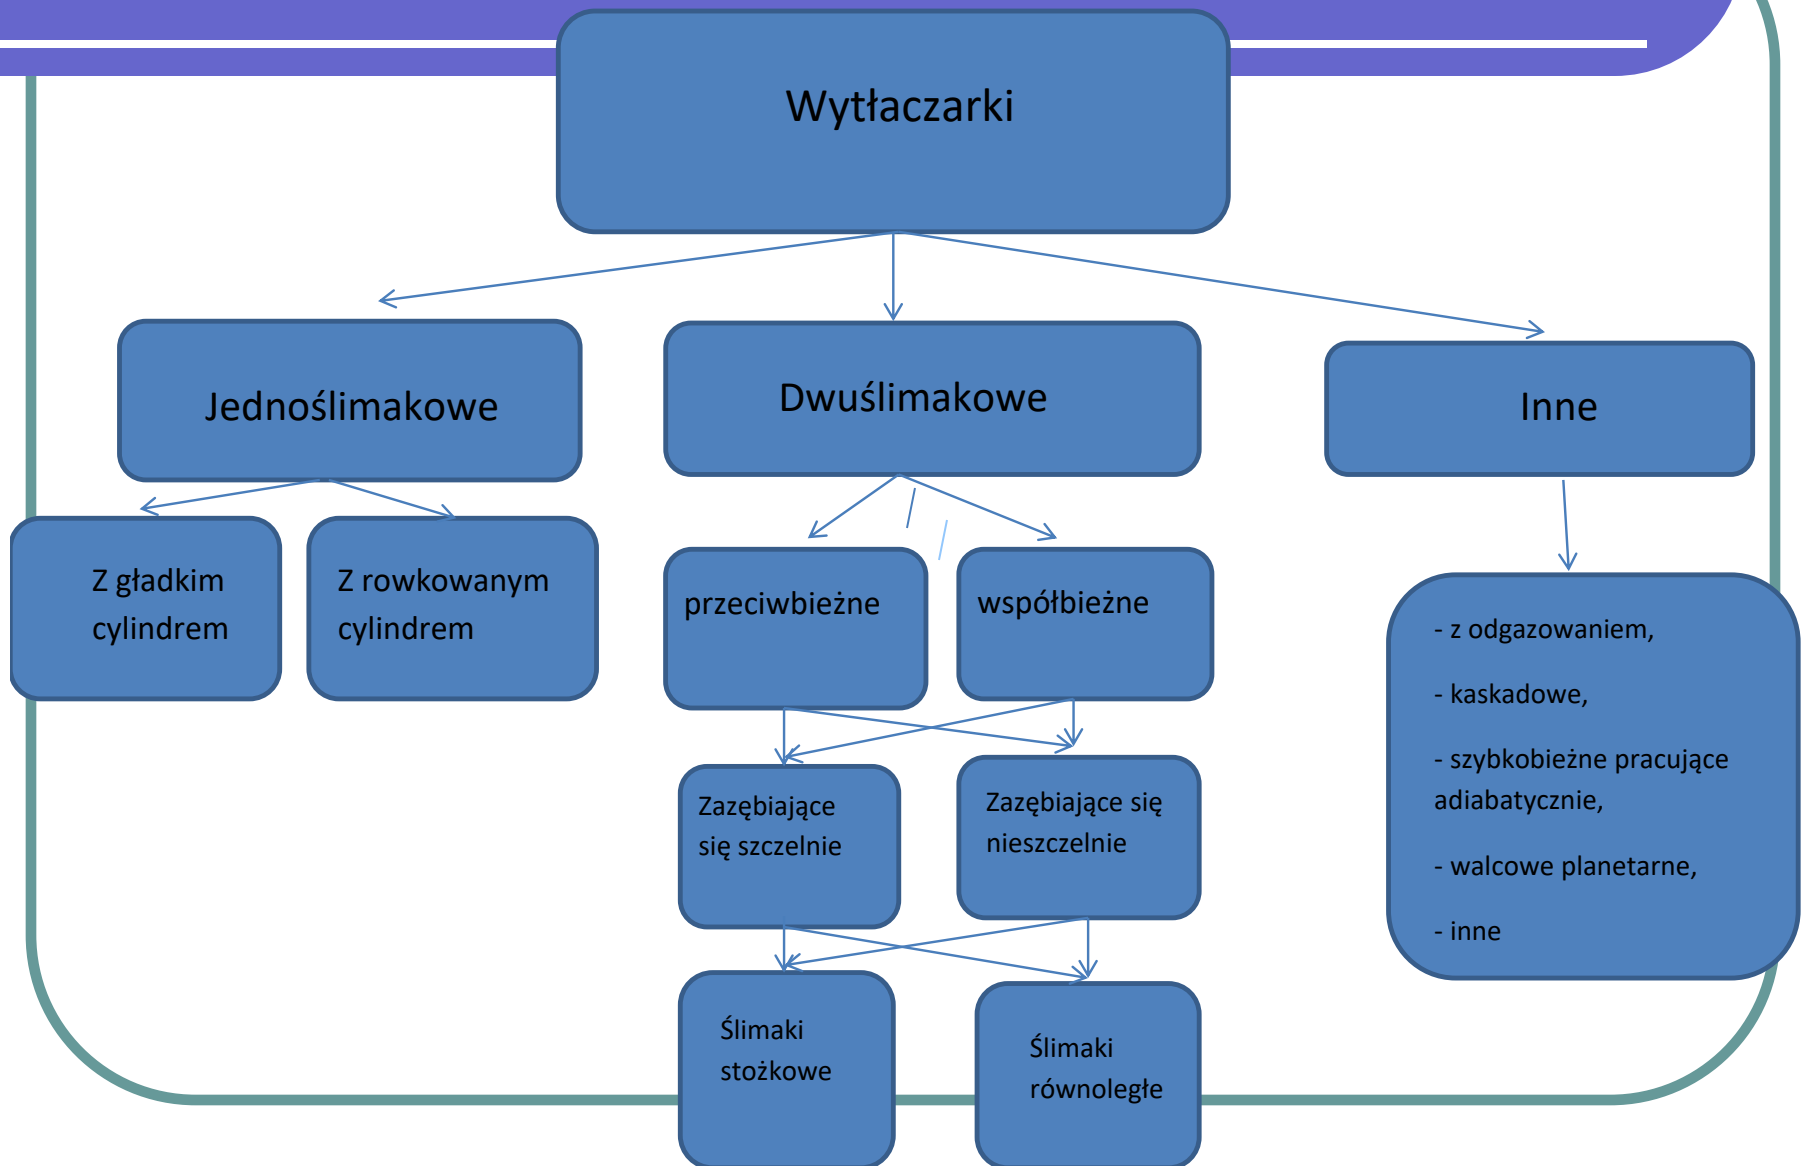 Wytłaczarki
Jednoślimakowe
Dwuślimakowe
Inne
Z gładkim
cylindrem
Z rowkowanym
cylindrem
przeciwbieżne
współbieżne
- z odgazowaniem,
- kaskadowe,
- szybkobieżne pracujące
adiabatycznie,
- walcowe planetarne,
- inne
Zazębiające
się szczelnie
Zazębiające się
nieszczelnie
Ślimaki
stożkowe
Ślimaki
równoległe